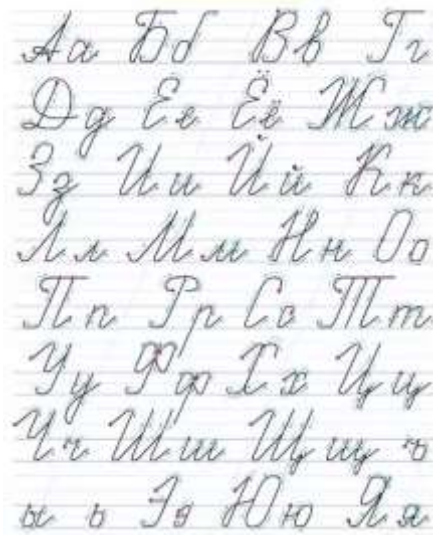 Аа Бб Вв Гг
Дд Ее Ёё Жж
Зз Ии Йй Кк
Лл Мм Нн Оо
Пп Рр Сс Тт
Уу Фф Хх Цц
Чч Шш Щщ ъ
ы ь Ээ Юю Яя